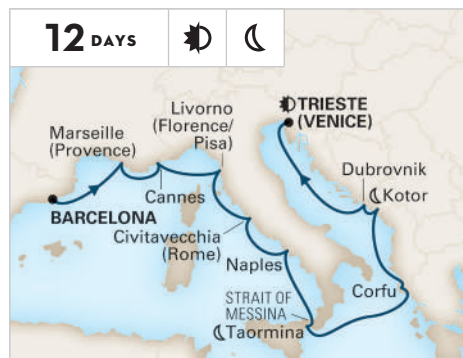 12 DAYS
Livorno
(Florence/
Pisa)
TRIESTE
(VENICE)
Marseille
(Provence)
Dubrovnik
Kotor
Cannes
BARCELONA
Civitavecchia
(Rome)
Naples
Corfu
STRAIT OF
MESSINA
Taormina